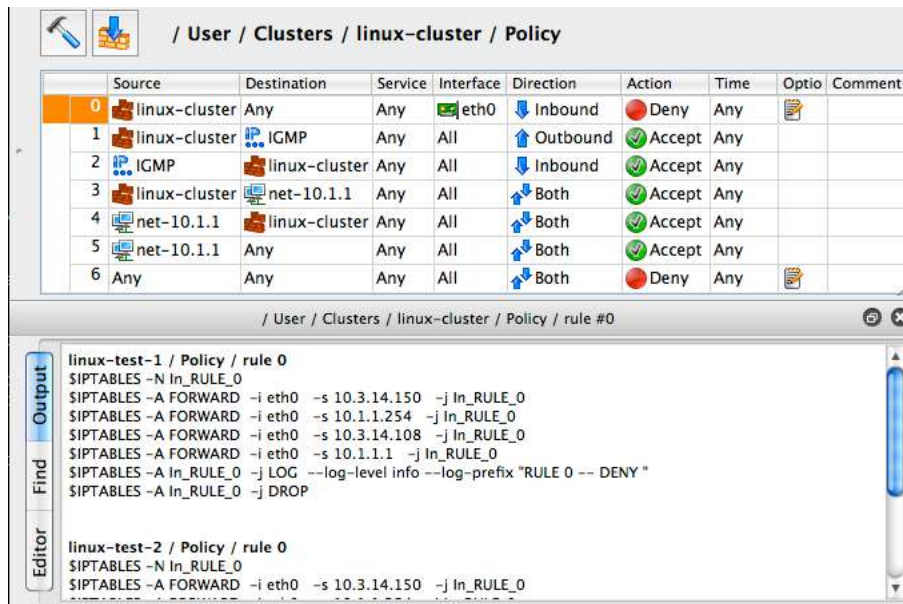 / User / Clusters / linux-cluster / Policy
Source Destination Service Interface Direction Action Time Optio Comment
0 linux-cluster Any Any eth0 Inbound Deny Any
1 linux-cluster IP IGMP Any All Outbound Accept Any
2 IP IGMP linux-cluster Any All Inbound Accept Any
3 linux-cluster net-10.1.1 Any All Both Accept Any
4 net-10.1.1 linux-cluster Any All Both Accept Any
5 net-10.1.1 Any Any All Both Accept Any
6 Any Any Any All Both Deny Any
/ User / Clusters / linux-cluster / Policy / rule #0
Output
Find
Editor
linux-test-1 / Policy / rule 0
$IPTABLES -N In_RULE_0
$IPTABLES -A FORWARD -i eth0 -s 10.3.14.150 -j In_RULE_0
$IPTABLES -A FORWARD -i eth0 -s 10.1.1.254 -j In_RULE_0
$IPTABLES -A FORWARD -i eth0 -s 10.3.14.108 -j In_RULE_0
$IPTABLES -A FORWARD -i eth0 -s 10.1.1.1 -j In_RULE_0
$IPTABLES -A In_RULE_0 -j LOG --log-level info --log-prefix "RULE 0 -- DENY "
$IPTABLES -A In_RULE_0 -j DROP
linux-test-2 / Policy / rule 0
$IPTABLES -N In_RULE_0
$IPTABLES -A FORWARD -i eth0 -s 10.3.14.150 -j In_RULE_0